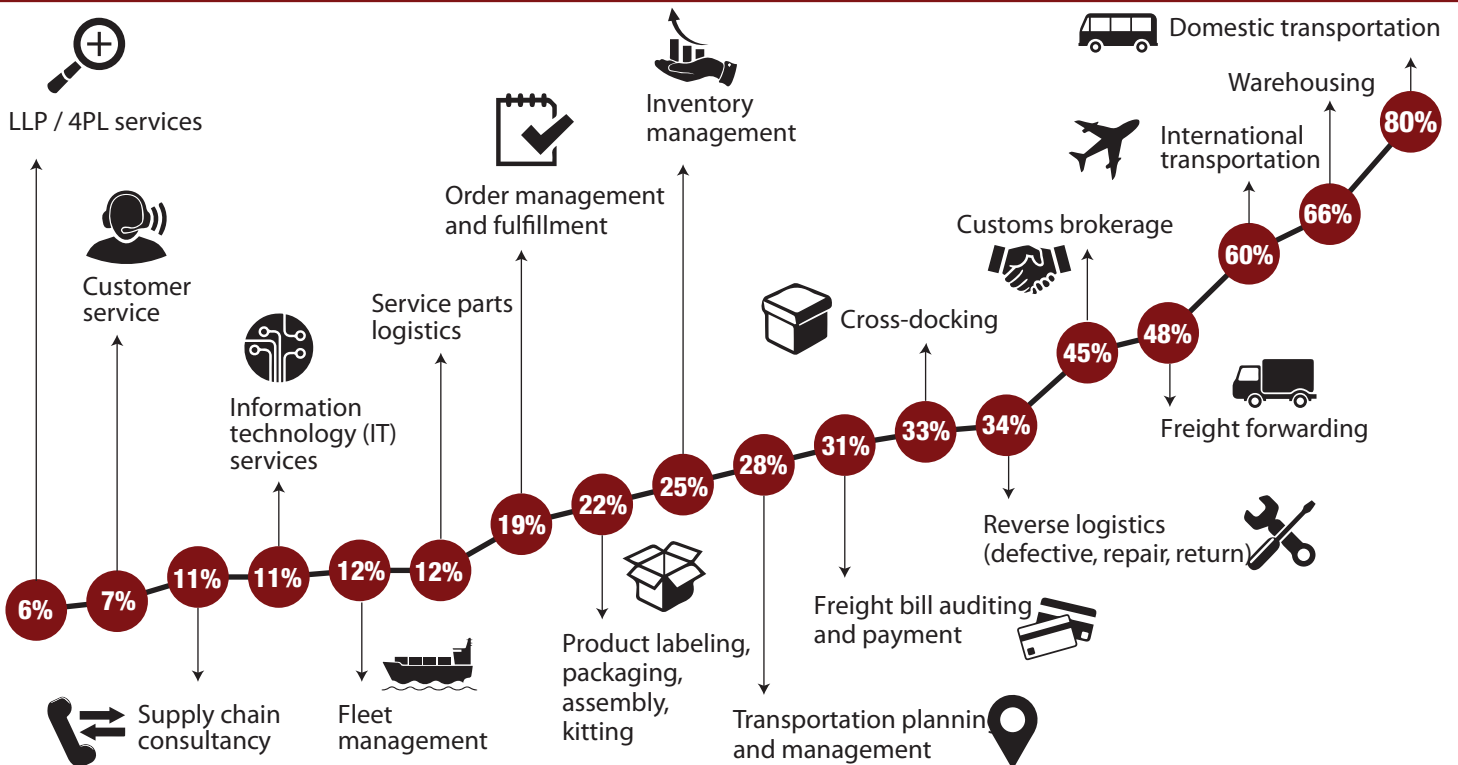 LLP / 4PL services
6%
Customer
service
7%
11%
Supply chain
consultancy
Information
technology (IT)
services
11%
12%
Fleet
management
Service parts
logistics
12%
Order management
and fulfillment
19%
22%
Product labeling,
packaging,
assembly,
kitting
Inventory
management
25%
28%
Transportation plannin
and management
31%
Freight bill auditing
and payment
Cross-docking
33%
34%
Reverse logistics
(defective, repair, return)
Customs brokerage
45%
48%
Freight forwarding
International
transportation
60%
Warehousing
66%
Domestic transportation
80%